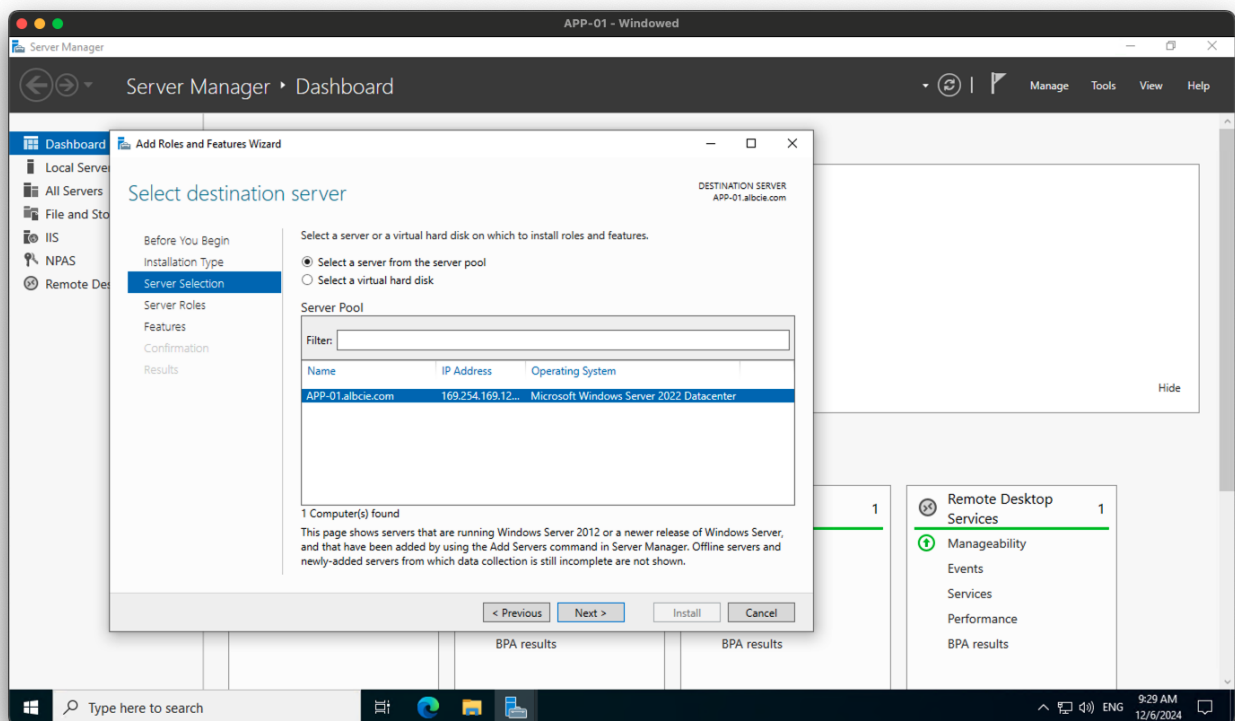 APP-01 - Windowed
Server Manager
Server Manager ‣ Dashboard
Manage Tools View Help
Dashboard
Local Server
All Servers
File and Sto
IIS
NPAS
Remote Des
Add Roles and Features Wizard
Select destination server
DESTINATION SERVER
APP-01.albcie.com
Before You Begin
Installation Type
Server Selection
Server Roles
Features
Confirmation
Results
Select a server or a virtual hard disk on which to install roles and features.
Select a server from the server pool
Select a virtual hard disk
Server Pool
Filter:
Name IP Address Operating System
APP-01.albcie.com 169.254.169.12... Microsoft Windows Server 2022 Datacenter
1 Computer(s) found
This page shows servers that are running Windows Server 2012 or a newer release of Windows Server,
and that have been added by using the Add Servers command in Server Manager. Offline servers and
newly-added servers from which data collection is still incomplete are not shown.
< Previous Next > Install Cancel
Hide
1
Remote Desktop
Services
1
Manageability
Events
Services
Performance
BPA results
BPA results
BPA results
Type here to search
ENG
9:29 AM
12/6/2024